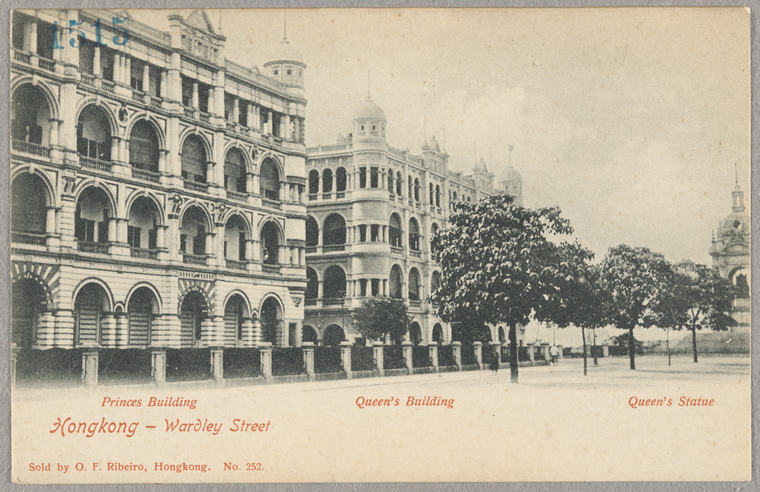 1515
Princes Building
Queen's Building
Queen's Statue
Hongkong – Wardley Street
Sold by O. F. Ribeiro, Hongkong. No. 252.